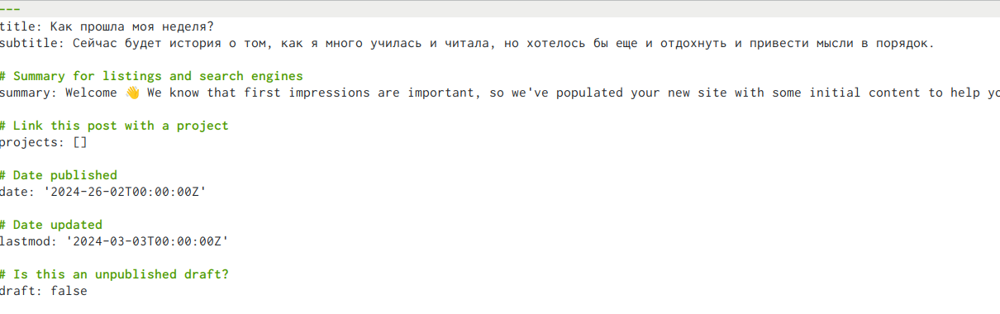 ---
title: Как прошла моя неделя?
subtitle: Сейчас будет история о том, как я много училась и читала, но хотелось бы еще и отдохнуть и привести мысли в порядок.
# Summary for listings and search engines
summary: Welcome 👋 We know that first impressions are important, so we've populated your new site with some initial content to help yo
# Link this post with a project
projects: []
# Date published
date: '2024-26-02T00:00:00Z'
# Date updated
lastmod: '2024-03-03T00:00:00Z'
# Is this an unpublished draft?
draft: false